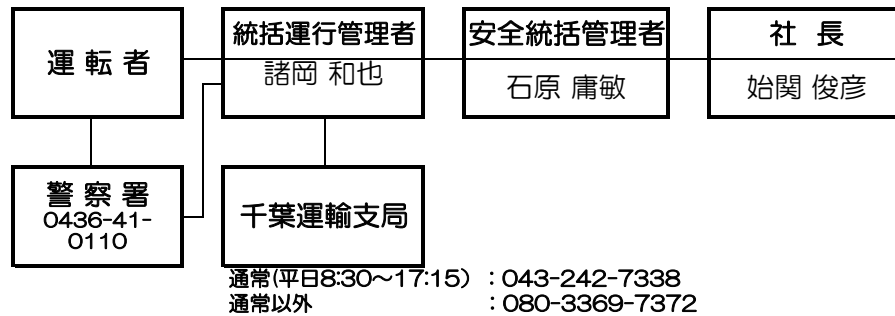 運 転 者
統括運行管理者
諸岡 和也
安全統括管理者
石原 庸敏
社 長
始関 俊彦
警 察 署
0436-41-
0110
千葉運輸支局
通常(平日8:30～17:15) ：043-242-7338
通常以外 ：080-3369-7372